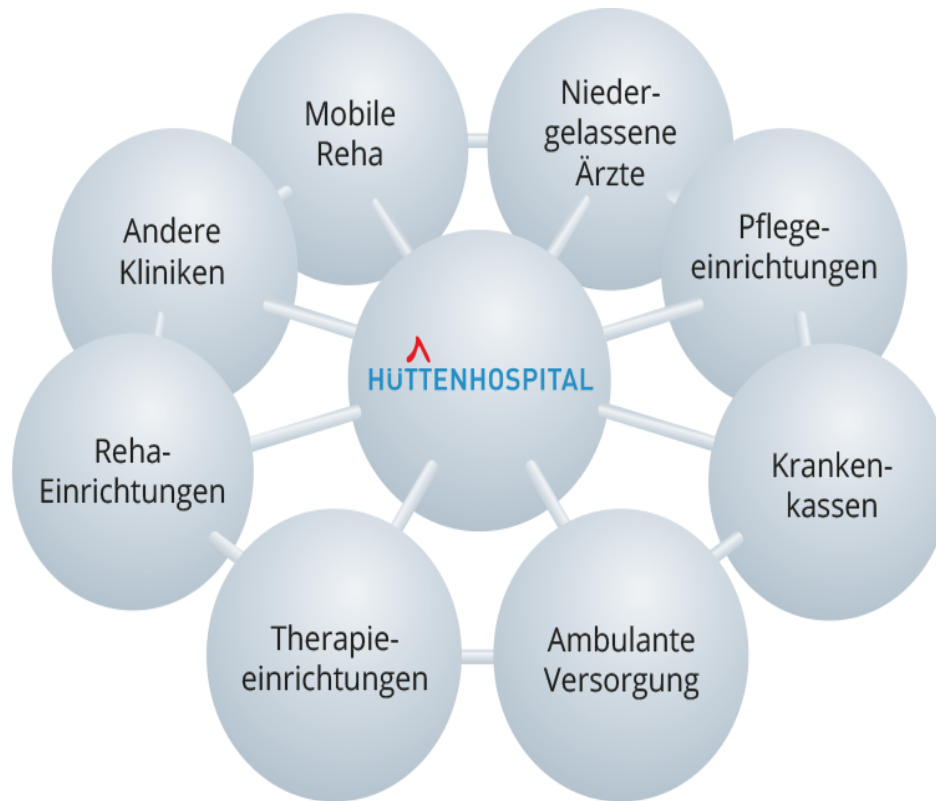 Mobile
Reha
Nieder-
gelassene
Ärzte
Andere
Kliniken
Pflege-
einrichtungen
HÜTTENHOSPITAL
Reha-
Einrichtungen
Kranken-
kassen
Therapie-
einrichtungen
Ambulante
Versorgung